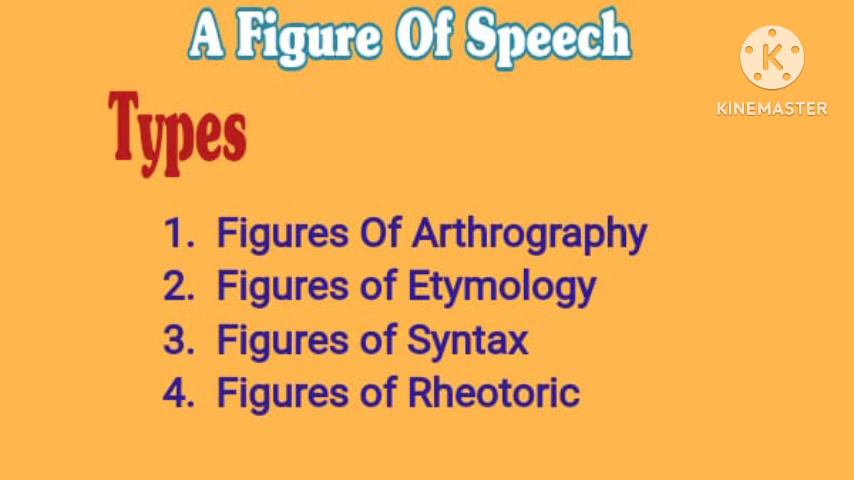 A Figure Of Speech
K
KINEMASTER
Types
1. Figures Of Arthrography
2. Figures of Etymology
3. Figures of Syntax
4. Figures of Rheotoric